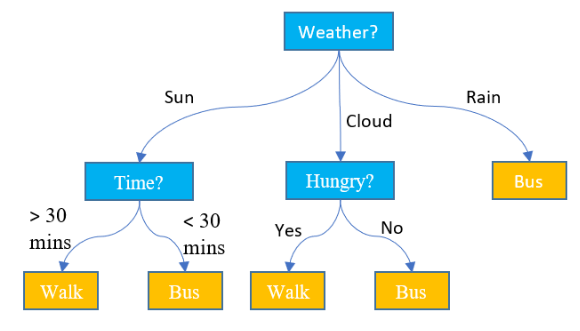 Weather?
Sun
Rain
Cloud
Time?
Hungry?
Bus
> 30
mins
< 30
mins
Yes
No
Walk
Bus
Walk
Bus